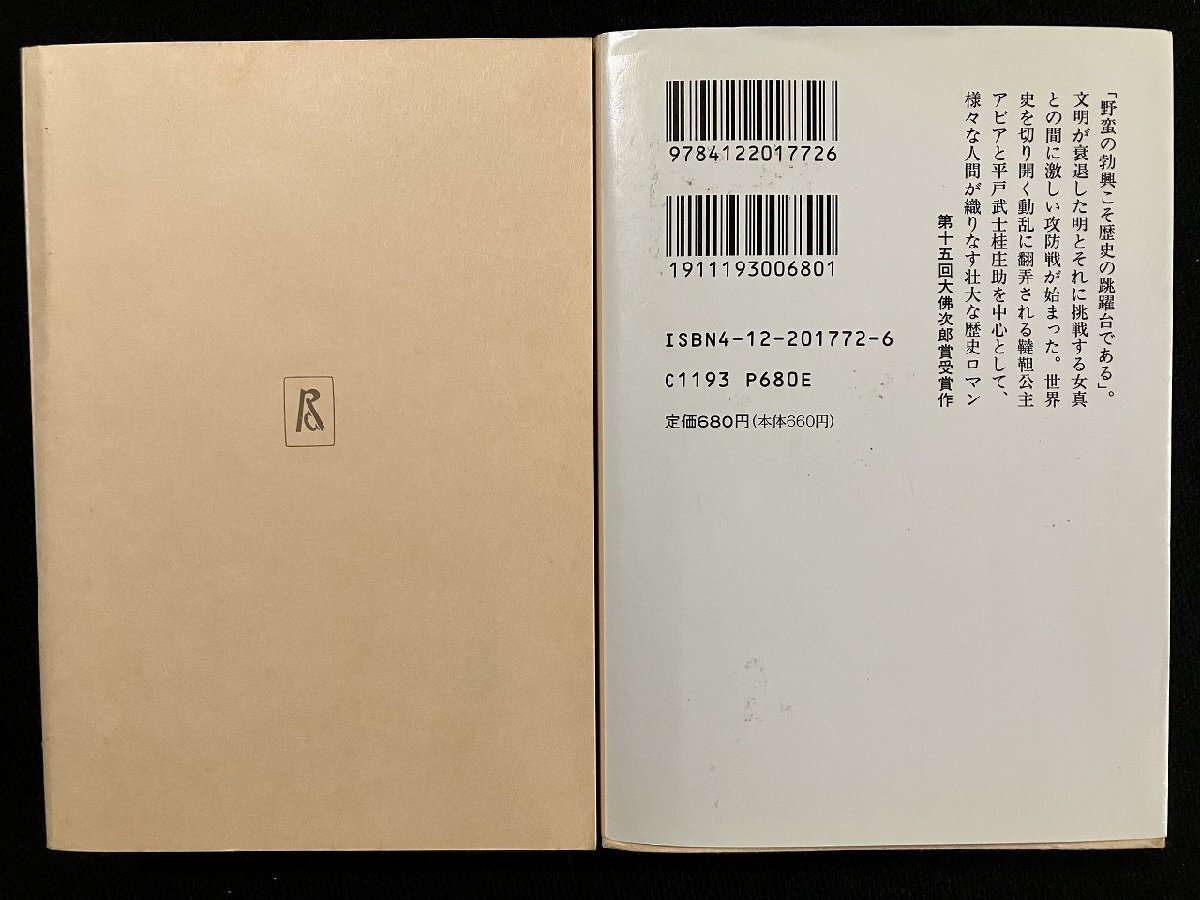 9784122017726
1911193006801
ISBN4-12-201772-6
C1193 P680E
定価680円(本体660円)
「野蛮の勃興こそ歴史の跳躍台である」。
文明が衰退した明とそれに挑戦する女真
との間に激しい攻防戦が始まった。世界
史を切り開く動乱に翻弄される韃靼公主
アビアと平戸武士桂庄助を中心として、
様々な人間が織りなす壮大な歴史ロマン
第十五回大佛次郎賞受賞作